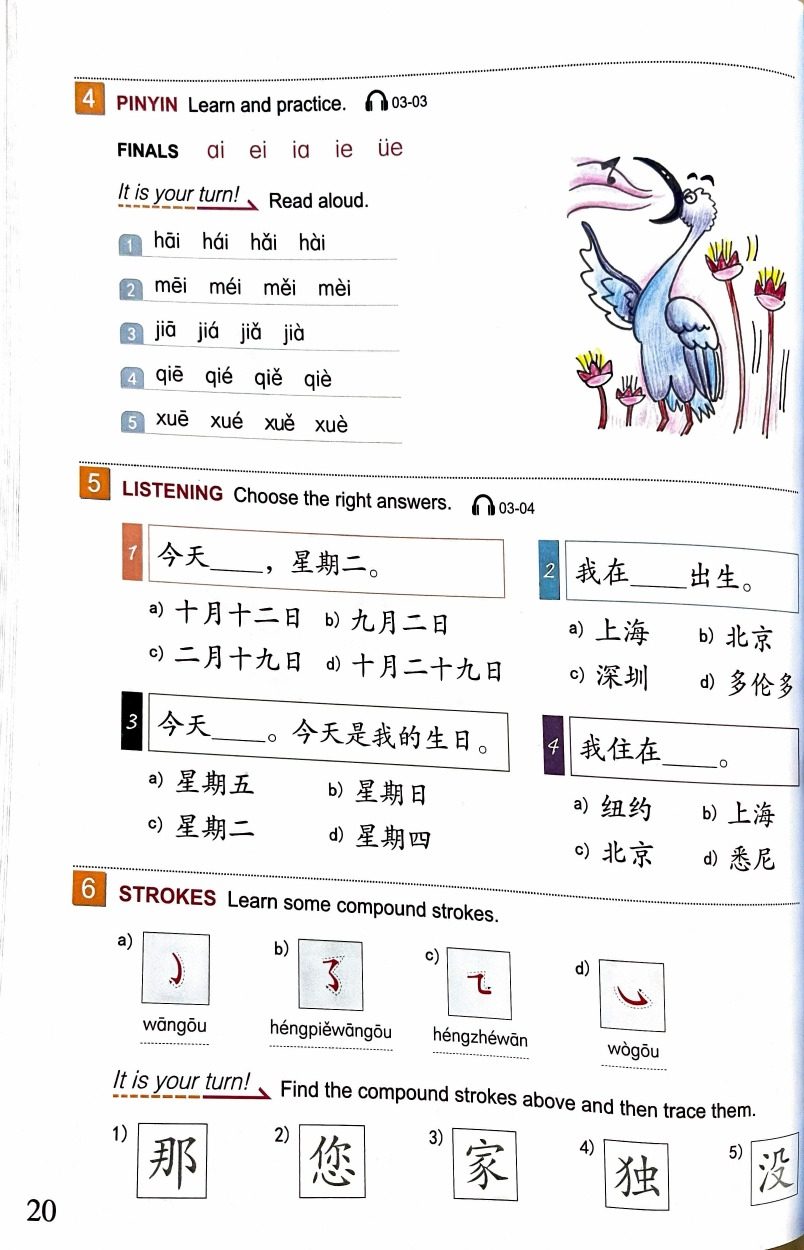 4 PINYIN Learn and practice. 03-03
FINALS ai ei ia ie üe
It is your turn! Read aloud.
1 hāi hái hǎi hài
2 mēi méi měi mèi
3 jiā jiá jiǎ jià
4 qiē qié qiě qiè
5 xuē xué xuě xuè
5 LISTENING Choose the right answers. 03-04
1 今天____，星期二。
a) 十月十二日 b) 九月二日
c) 二月十九日 d) 十月二十九日
2 我在____出生。
a) 上海 b) 北京
c) 深圳 d) 多伦多
3 今天____。今天是我的生日。
a) 星期五 b) 星期日
c) 星期二 d) 星期四
4 我住在____。
a) 纽约 b) 上海
c) 北京 d) 悉尼
6 STROKES Learn some compound strokes.
a) b) c) d)
wāngōu héngpiěwāngōu héngzhéwān wògōu
It is your turn! Find the compound strokes above and then trace them.
1) 那 2) 您 3) 家 4) 独 5) 没
20